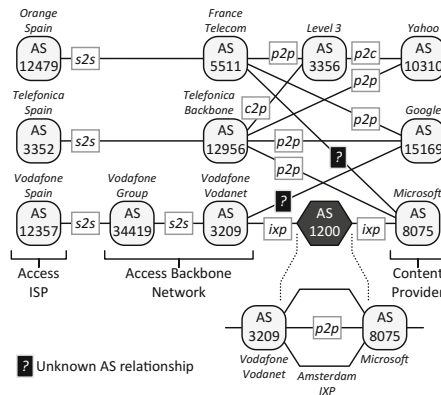 Orange
Spain
France
Telecom
Level 3
Yahoo
AS
12479
s2s
AS
5511
p2p
AS
3356
p2c
AS
10310
p2p
Telefonica
Spain
Telefonica
Backbone
c2p
p2p
Google
AS
3352
s2s
AS
12956
p2p
AS
15169
p2p
?
Vodafone
Spain
Vodafone
Group
Vodafone
Vodanet
?
Microsoft
AS
12357
s2s
AS
34419
s2s
AS
3209
ixp
AS
1200
ixp
AS
8075
Access
ISP
Access Backbone
Network
Content
Provider
AS
3209
p2p
AS
8075
Vodafone
Vodanet
Microsoft
Amsterdam
IXP
? Unknown AS relationship